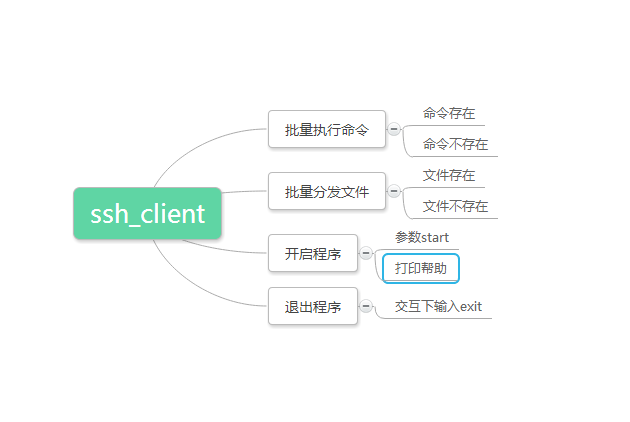 ssh_client
批量执行命令
命令存在
命令不存在
批量分发文件
文件存在
文件不存在
开启程序
参数start
打印帮助
退出程序
交互下输入exit